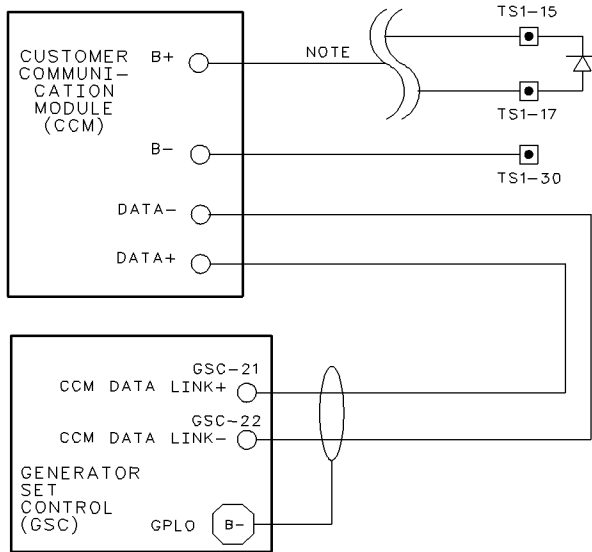 TS1-15
CUSTOMER
COMMUNI-
CATION
MODULE
(CCM)
B+
NOTE
TS1-17
B-
TS1-30
DATA-
DATA+
GSC-21
CCM DATA LINK+
GSC-22
CCM DATA LINK-
GENERATOR
SET
CONTROL
(GSC)
GPLO
B-